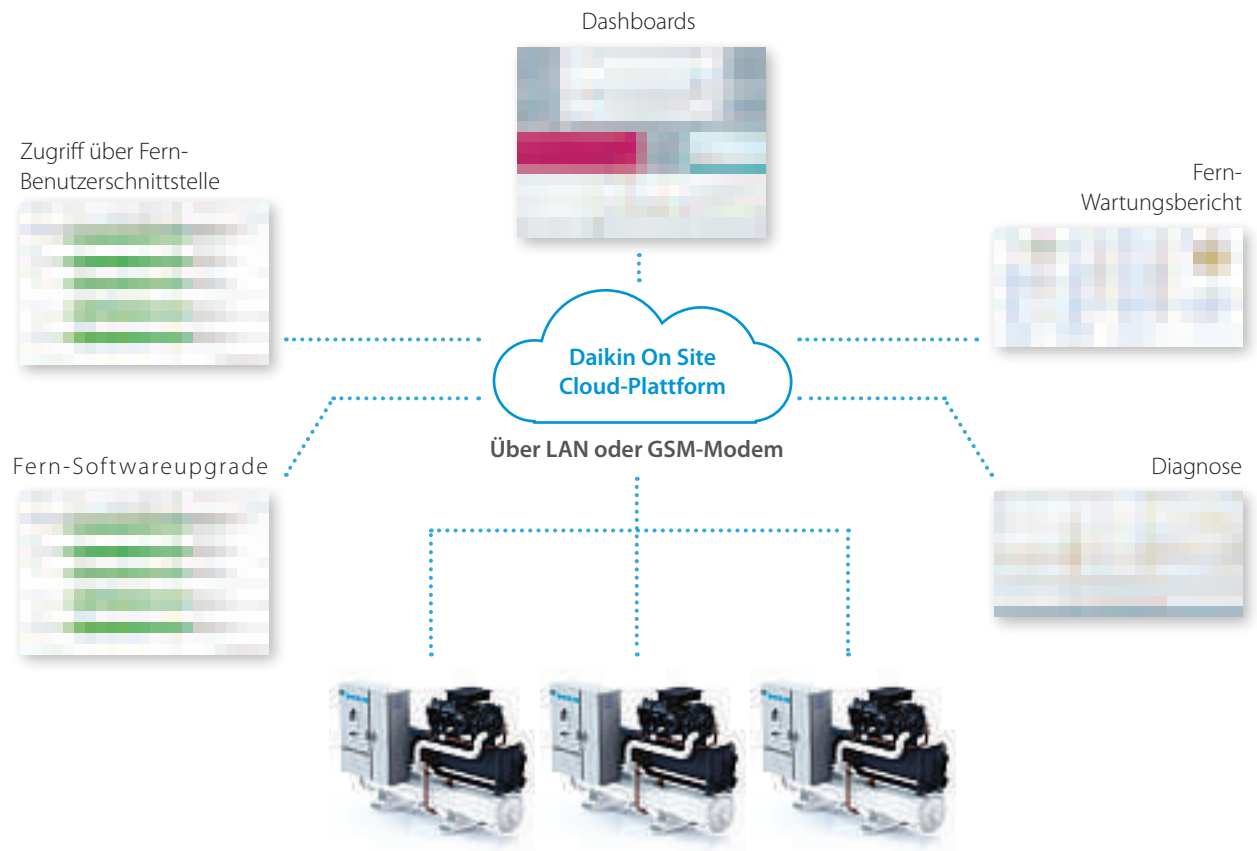 Dashboards
Zugriff über Fern-
Benutzerschnittstelle
Fern-
Wartungsbericht
Daikin On Site
Cloud-Plattform
Über LAN oder GSM-Modem
Fern-Softwareupgrade
Diagnose